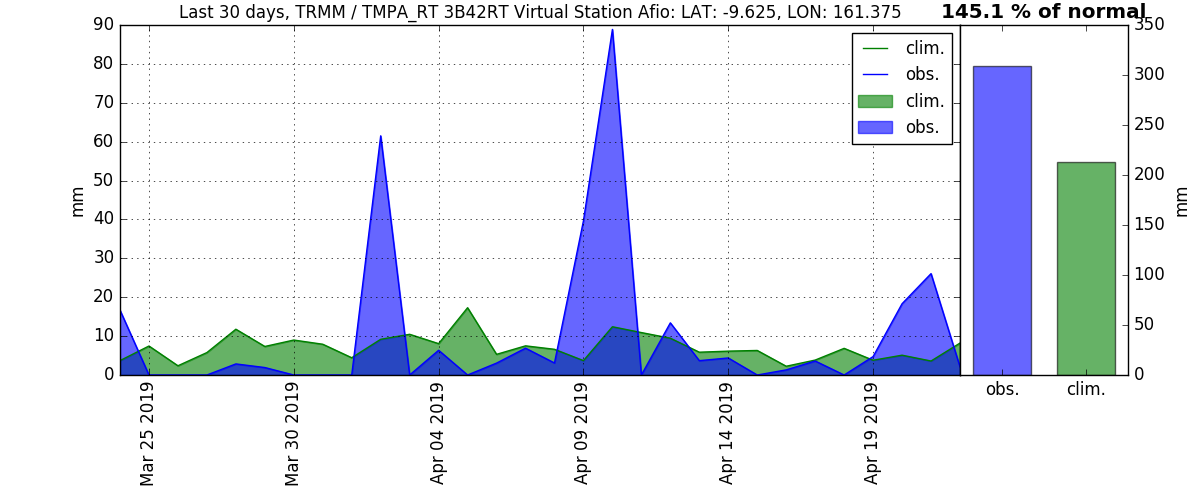 Last 30 days, TRMM / TMPA_RT 3B42RT Virtual Station Afio: LAT: -9.625, LON: 161.375
145.1 % of normal
90
80
70
60
50
40
30
20
10
0
mm
clim.
obs.
clim.
obs.
Mar 25 2019
Mar 30 2019
Apr 04 2019
Apr 09 2019
Apr 14 2019
Apr 19 2019
350
300
250
200
150
100
50
0
mm
obs.
clim.